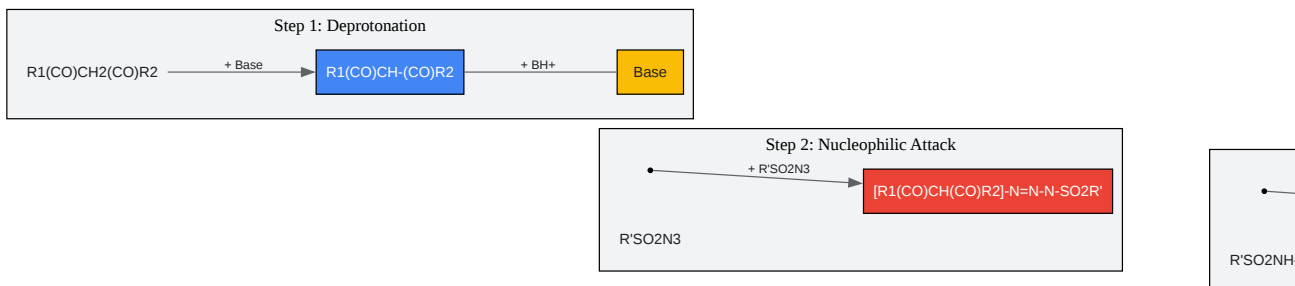 Step 1: Deprotonation
R1(CO)CH2(CO)R2
+ Base
R1(CO)CH-(CO)R2
+ BH+
Base
Step 2: Nucleophilic Attack
+ R'SO2N3
[R1(CO)CH(CO)R2]-N=N-N-SO2R'
R'SO2N3
R'SO2NH